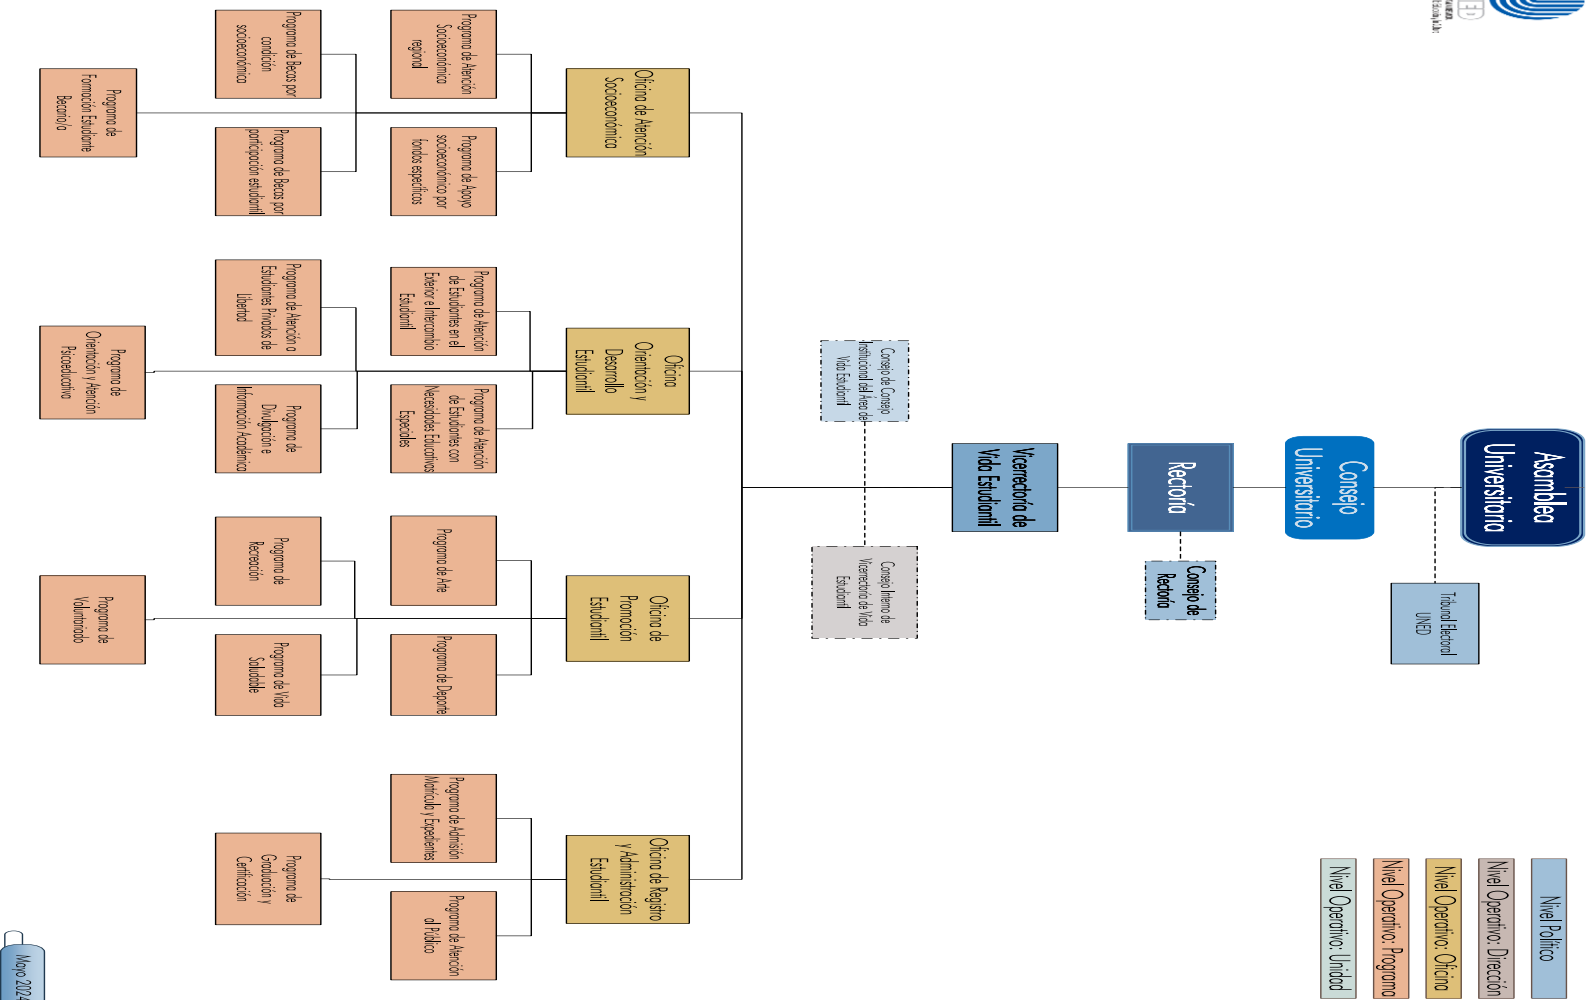 Asamblea
Universitaria
Tribunal Electoral
UNED
Consejo
Universitario
Rectoría
Consejo de
Rectoría
Vicerrectoría de
Vida Estudiantil
Consejo de Consejo
Institucional del Área de
Vida Estudiantil
Consejo Interno de
Vicerrectoría de Vida
Estudiantil
Oficina de Atención
Socioeconómica
Programa de Atención
Socioeconómica
regional
Programa de Apoyo
socioeconómico por
fondos específicos
Programa de Becas por
condición
socioeconómica
Programa de Becas por
participación estudiantil
Programa de
Formación Estudiante
Becario/a
Oficina
Orientación y
Desarrollo
Estudiantil
Programa de Atención
de Estudiantes en el
Exterior e Intercambio
Estudiantil
Programa de Atención
de Estudiantes con
Necesidades Educativas
Especiales
Programa de Atención a
Estudiantes Privados de
Libertad
Programa de
Divulgación e
Información Académica
Programa de
Orientación y Atención
Psicoeducativa
Oficina de
Promoción
Estudiantil
Programa de Arte
Programa de Deporte
Programa de
Recreación
Programa de Vida
Saludable
Programa de
Voluntariado
Oficina de Registro
y Administración
Estudiantil
Programa de Admisión
Matrícula y Expedientes
Programa de Atención
al Público
Programa de
Graduación y
Certificación
Nivel Político
Nivel Operativo: Dirección
Nivel Operativo: Oficina
Nivel Operativo: Programa
Nivel Operativo: Unidad
Mayo 2024